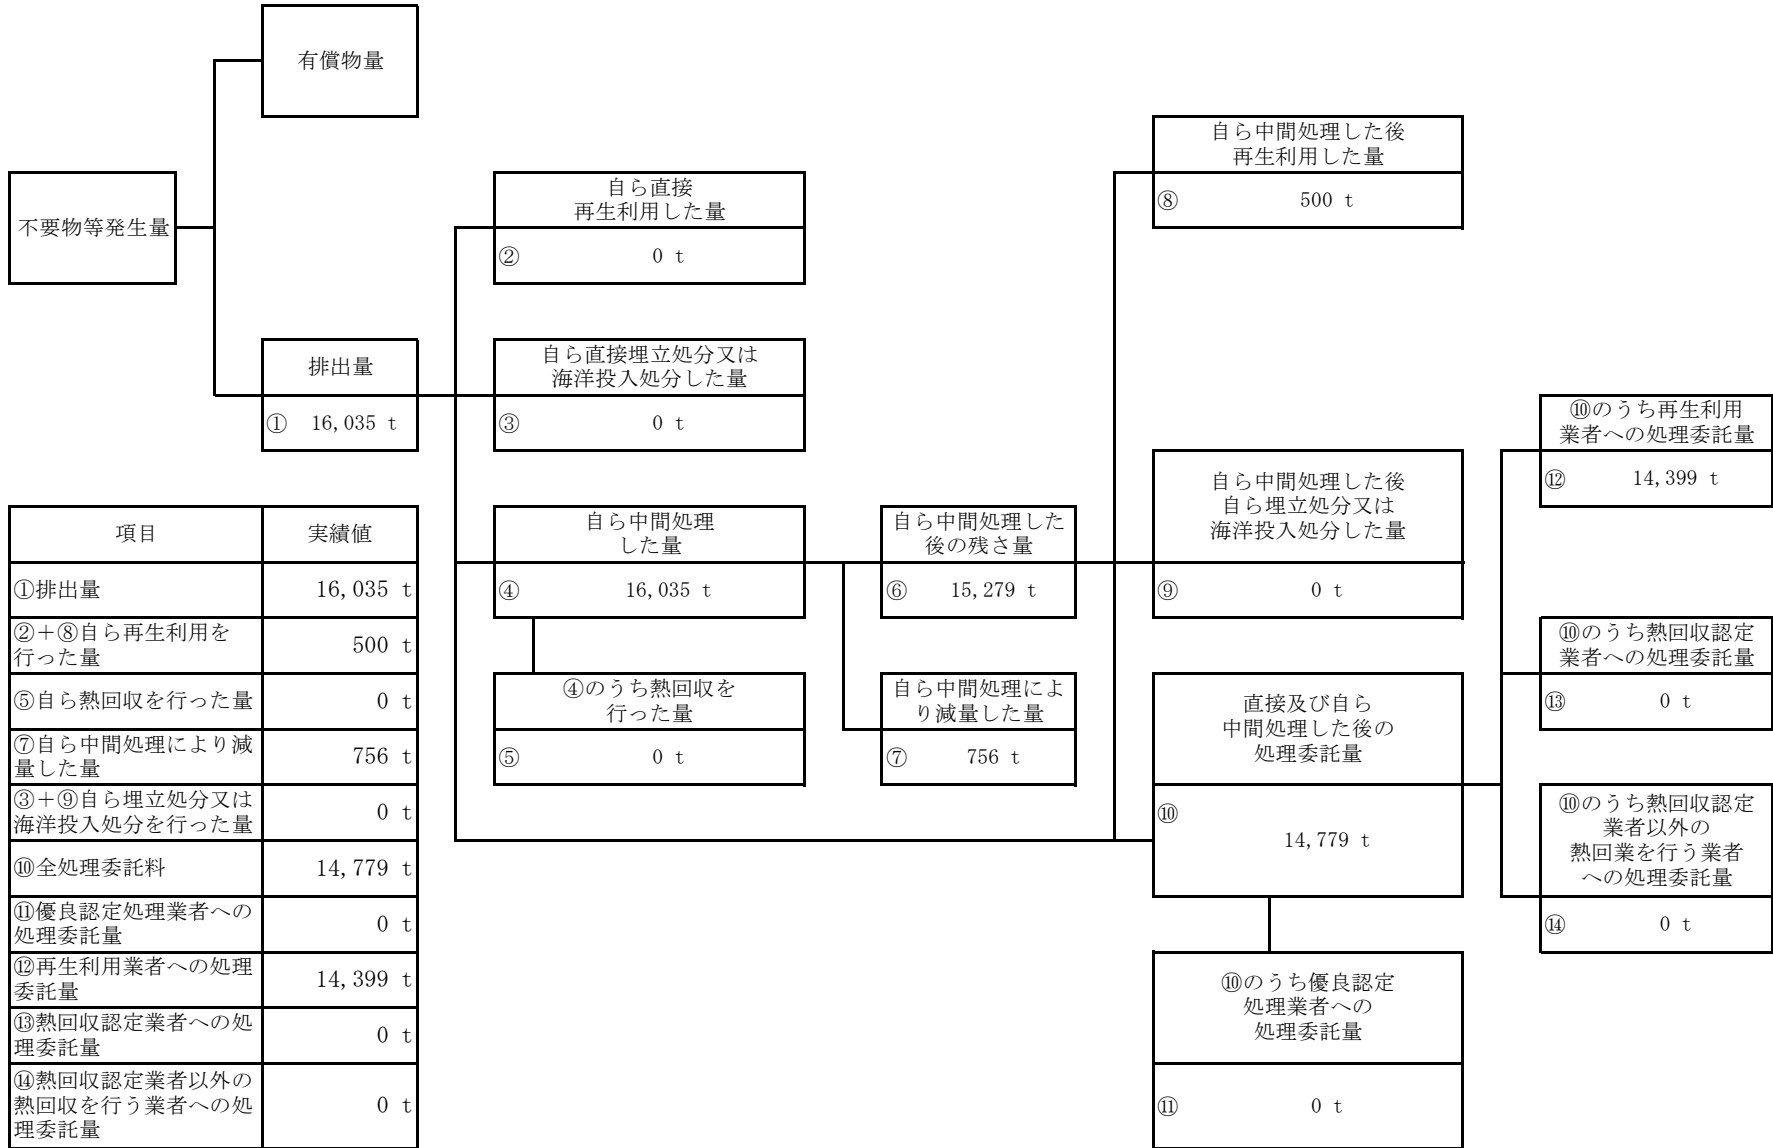 有償物量
不要物等発生量
排出量
① 16,035 t
自ら直接
再生利用した量
② 0 t
自ら直接埋立処分又は
海洋投入処分した量
③ 0 t
自ら中間処理
した量
④ 16,035 t
④のうち熱回収を
行った量
⑤ 0 t
自ら中間処理した
後の残さ量
⑥ 15,279 t
自ら中間処理によ
り減量した量
⑦ 756 t
自ら中間処理した後
再生利用した量
⑧ 500 t
自ら中間処理した後
自ら埋立処分又は
海洋投入処分した量
⑨ 0 t
直接及び自ら
中間処理した後の
処理委託量
⑩
14,779 t
⑩のうち優良認定
処理業者への
処理委託量
⑪ 0 t
⑩のうち再生利用
業者への処理委託量
⑫ 14,399 t
⑩のうち熱回収認定
業者への処理委託量
⑬ 0 t
⑩のうち熱回収認定
業者以外の
熱回業を行う業者
への処理委託量
⑭ 0 t
項目 実績値
①排出量 16,035 t
②＋⑧自ら再生利用を
行った量 500 t
⑤自ら熱回収を行った量 0 t
⑦自ら中間処理により減
量した量 756 t
③＋⑨自ら埋立処分又は
海洋投入処分を行った量 0 t
⑩全処理委託料 14,779 t
⑪優良認定処理業者への
処理委託量 0 t
⑫再生利用業者への処理
委託量 14,399 t
⑬熱回収認定業者への処
理委託量 0 t
⑭熱回収認定業者以外の
熱回収を行う業者への処
理委託量 0 t